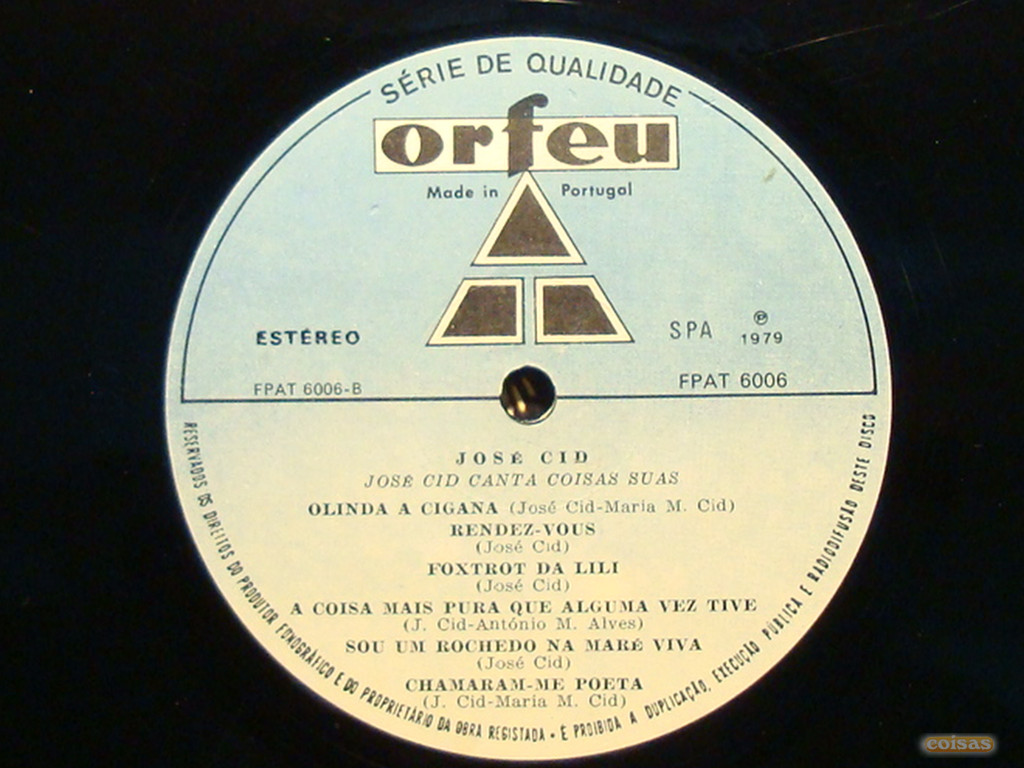 SÉRIE DE QUALIDADE
orfeu
Made in Portugal
ESTÉREO
SPA ℗ 1979
FPAT 6006-B
FPAT 6006
JOSÉ CID
JOSÉ CID CANTA COISAS SUAS
OLINDA A CIGANA (José Cid-Maria M. Cid)
RENDEZ-VOUS
(José Cid)
FOXTROT DA LILI
(José Cid)
A COISA MAIS PURA QUE ALGUMA VEZ TIVE
(J. Cid-António M. Alves)
SOU UM ROCHEDO NA MARÉ VIVA
(José Cid)
CHAMARAM-ME POETA
(J. Cid-Maria M. Cid)
RESERVADOS OS DIREITOS DO PRODUTOR FONOGRÁFICO E DO PROPRIETÁRIO DA OBRA REGISTADA • É PROIBIDA A DUPLICAÇÃO, EXECUÇÃO PÚBLICA E RADIODIFUSÃO DESTE DISCO
coisas